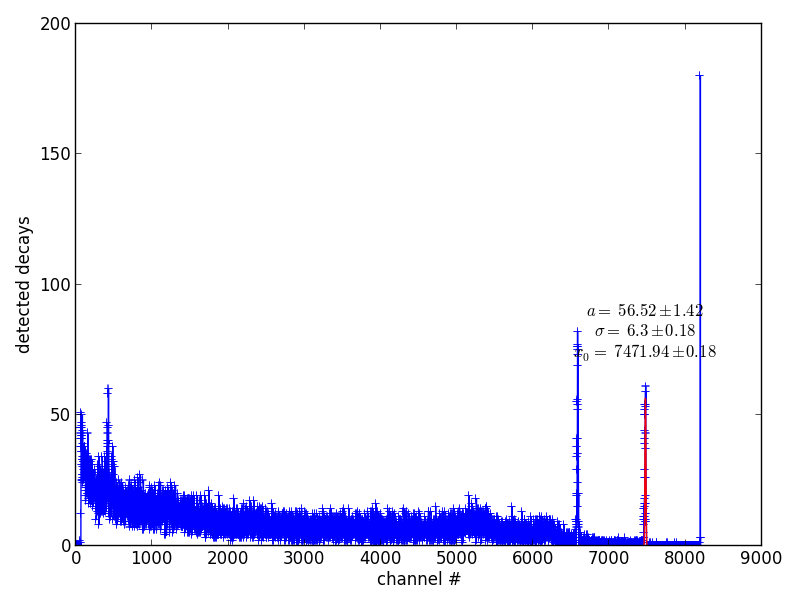 200
150
100
50
0
detected decays
a = 56.52±1.42
σ = 6.3±0.18
x₀ = 7471.94±0.18
0 1000 2000 3000 4000 5000 6000 7000 8000 9000
channel #